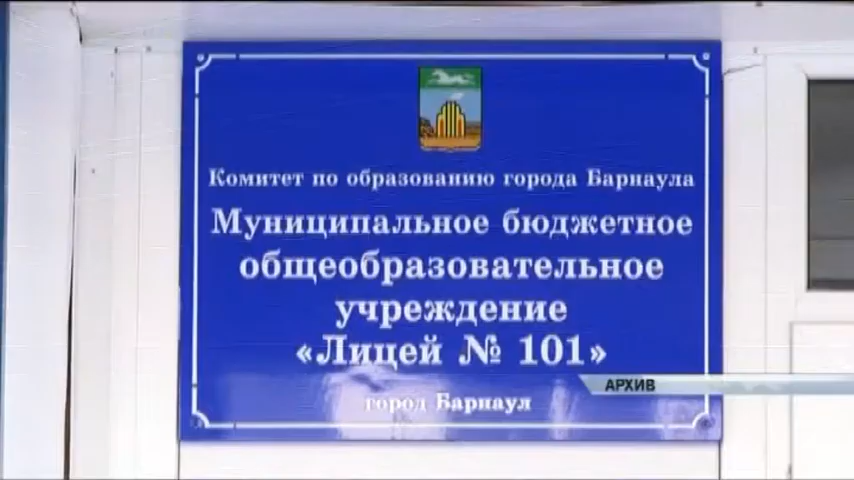 Комитет по образованию города Барнаула
Муниципальное бюджетное
общеобразовательное
учреждение
«Лицей № 101»
АРХИВ
город Барнаул